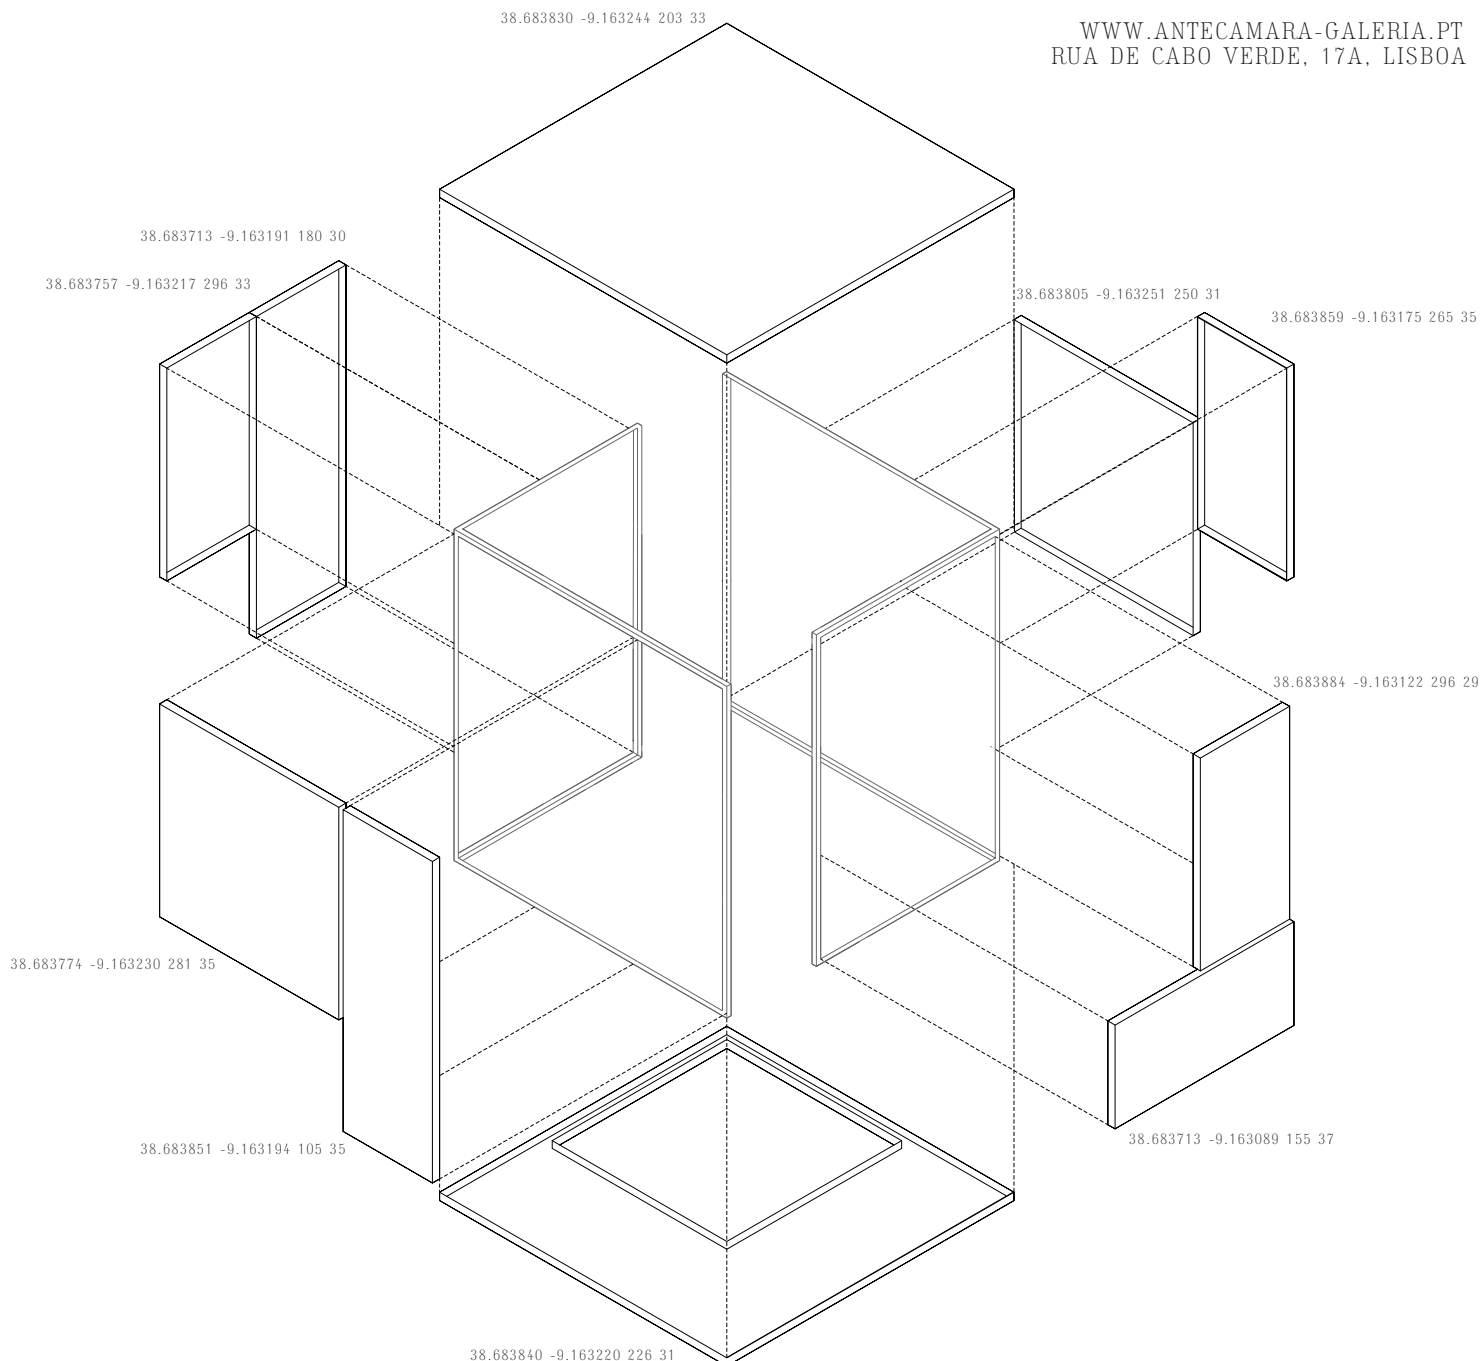 38.683830 -9.163244 203 33
WWW.ANTECAMARA-GALERIA.PT
RUA DE CABO VERDE, 17A, LISBOA
38.683713 -9.163191 180 30
38.683757 -9.163217 296 33
38.683805 -9.163251 250 31
38.683859 -9.163175 265 35
38.683884 -9.163122 296 29
38.683774 -9.163230 281 35
38.683713 -9.163089 155 37
38.683851 -9.163194 105 35
38.683840 -9.163220 226 31